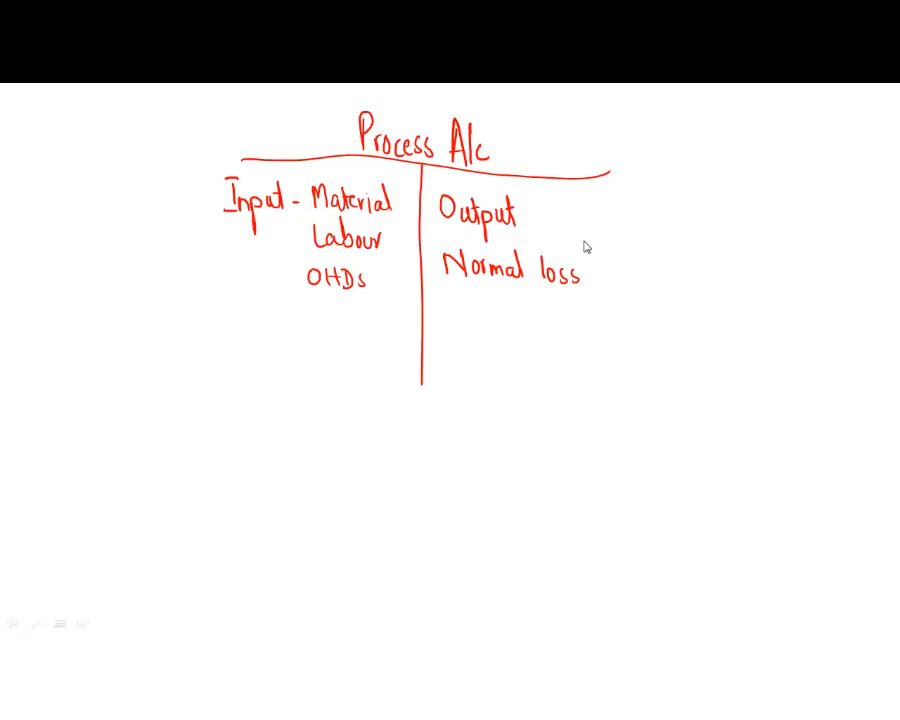 Process A/c
Input - Material
Labour
OHDs
Output
Normal loss